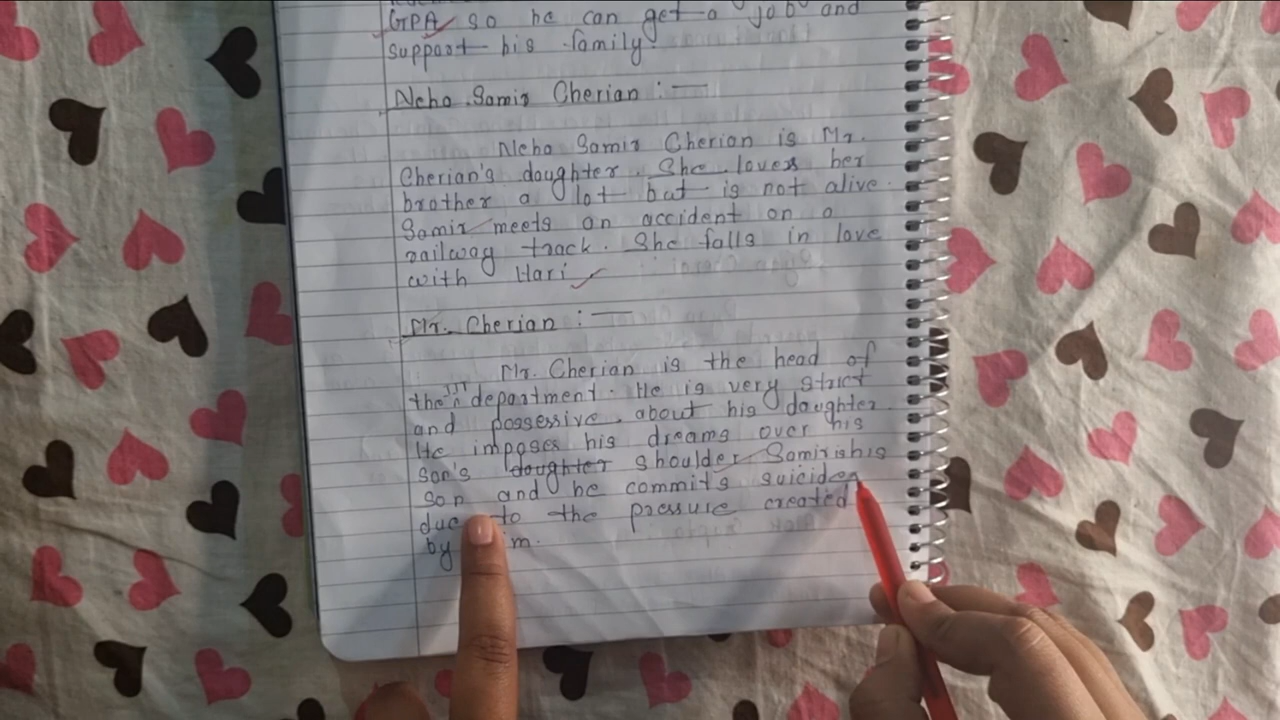 GPA so he can get a job and
support his family.
Neha Samir Cherian :—
Neha Samir Cherian is Mr.
Cherian's daughter. She lovers her
brother a lot but is not alive.
Samir meets an accident on a
railway track. She falls in love
with Hari
Mr. Cherian :—
Mr. Cherian is the head of
the IIT department. He is very strict
and possessive about his daughter.
He imposes his dreams over his
son's daughter shoulder Samir is his
son and he commits suicide
due to the pressure created
by